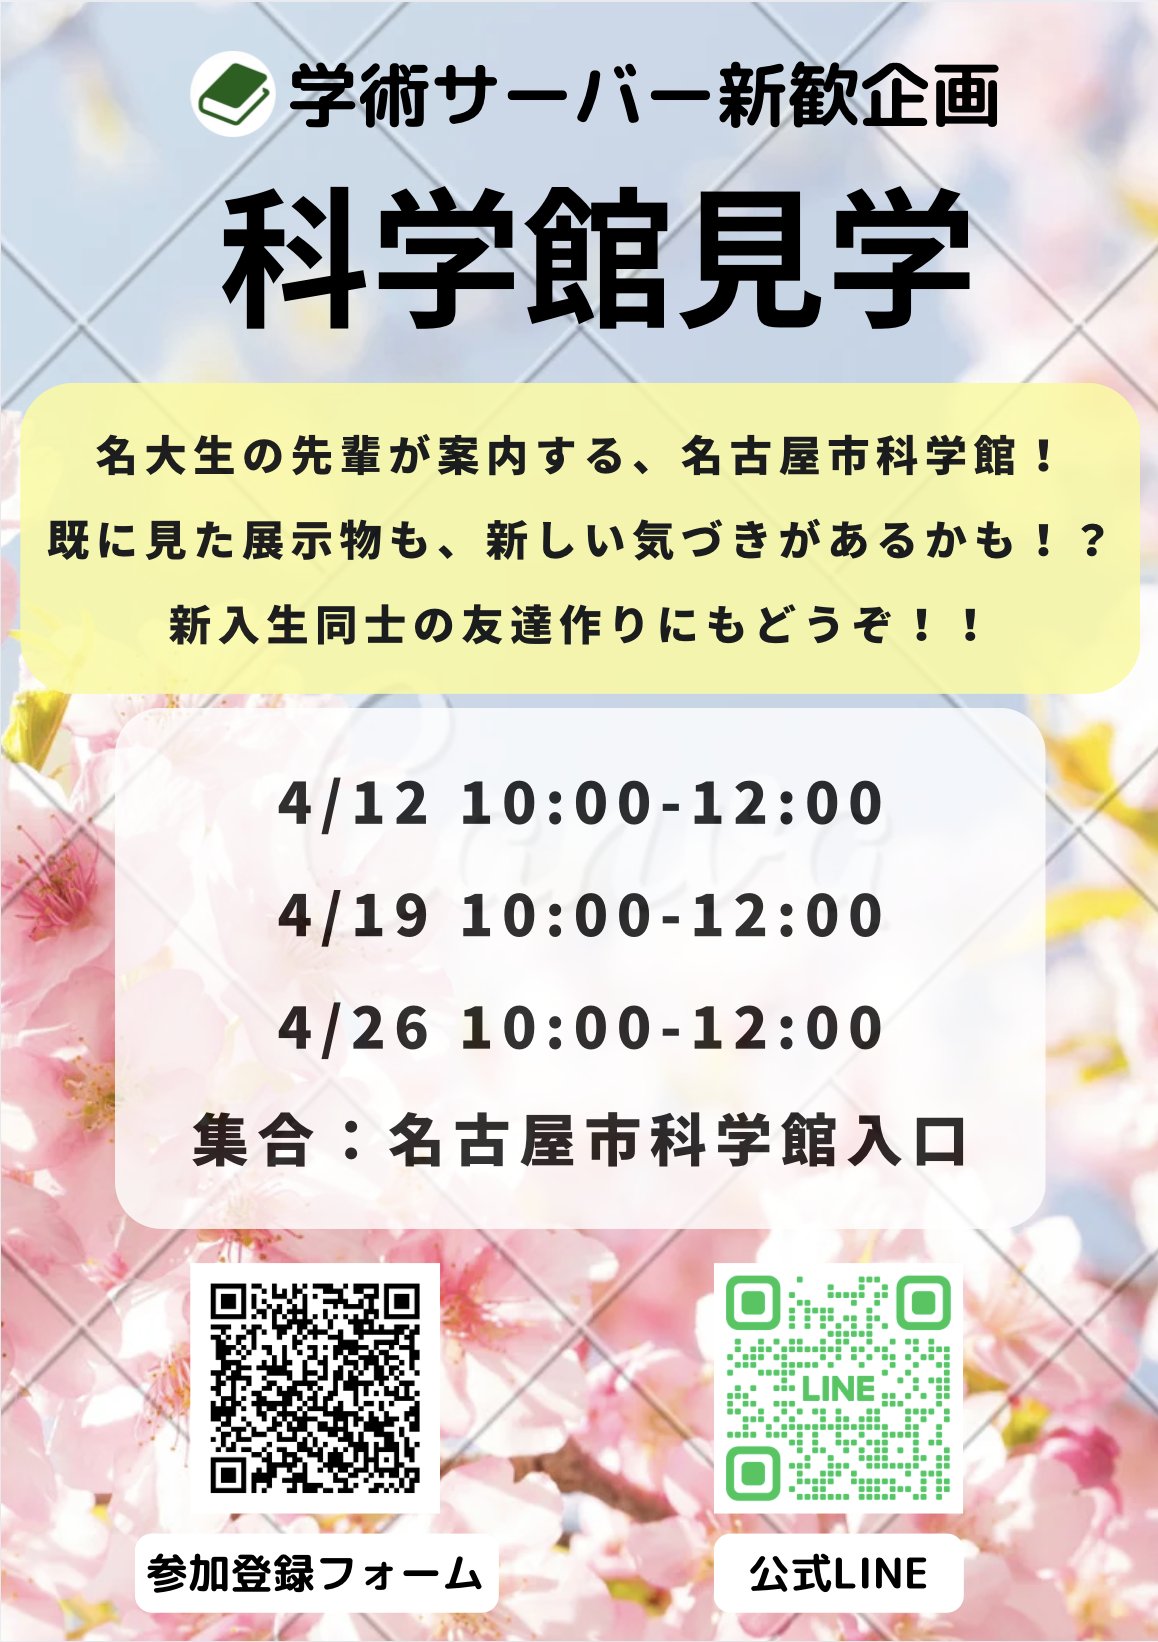 学術サーバー新歓企画
科学館見学
名大生の先輩が案内する、名古屋市科学館！
既に見た展示物も、新しい気づきがあるかも！？
新入生同士の友達作りにもどうぞ！！
Canva
4/12 10:00-12:00
4/19 10:00-12:00
4/26 10:00-12:00
集合：名古屋市科学館入口
LINE
参加登録フォーム
公式LINE